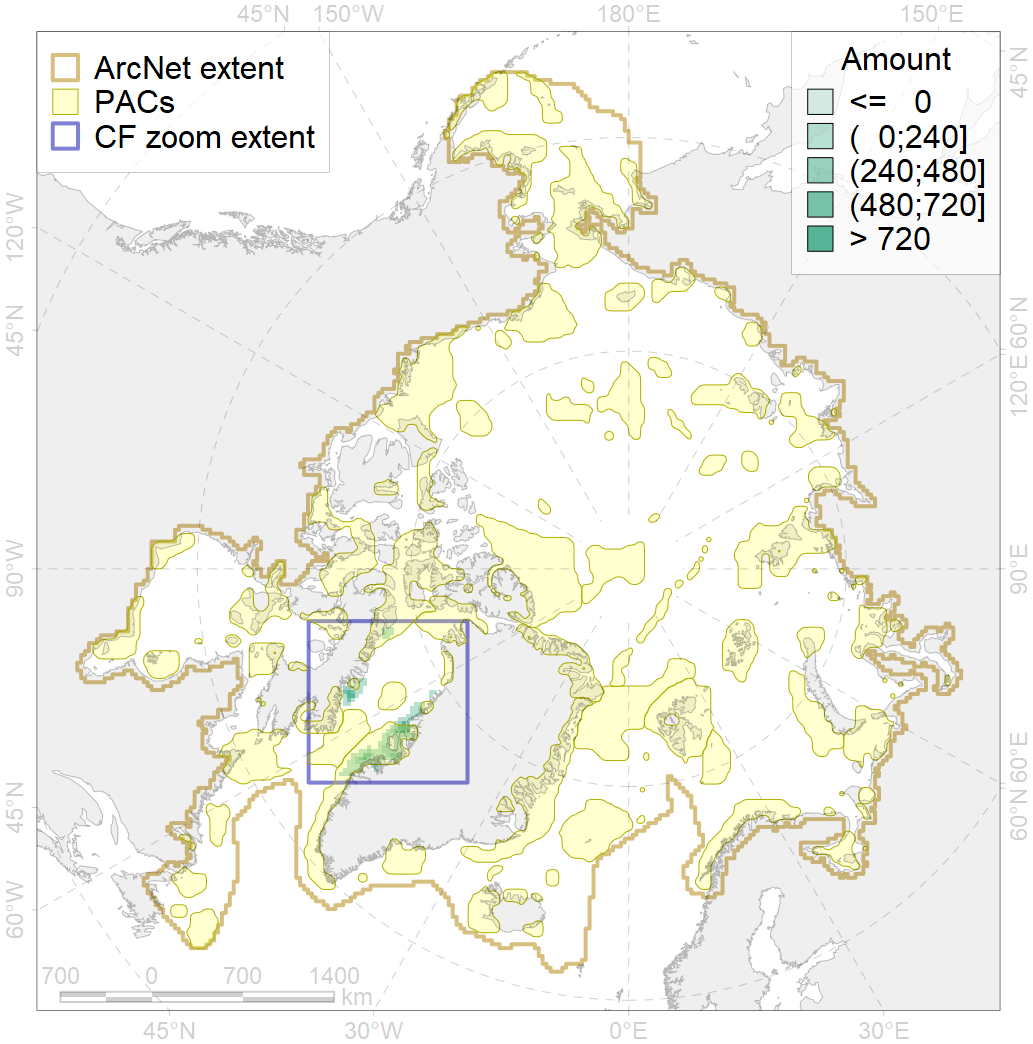 45°N 150°W 180°E 150°E
ArcNet extent
PACs
CF zoom extent
Amount
<= 0
( 0;240]
(240;480]
(480;720]
> 720
120°W
45°N
90°W
45°N
60°W
45°N
60°N
120°E
90°E
60°E
60°N
700 0 700 1400
km
45°N 30°W 0°E 30°E